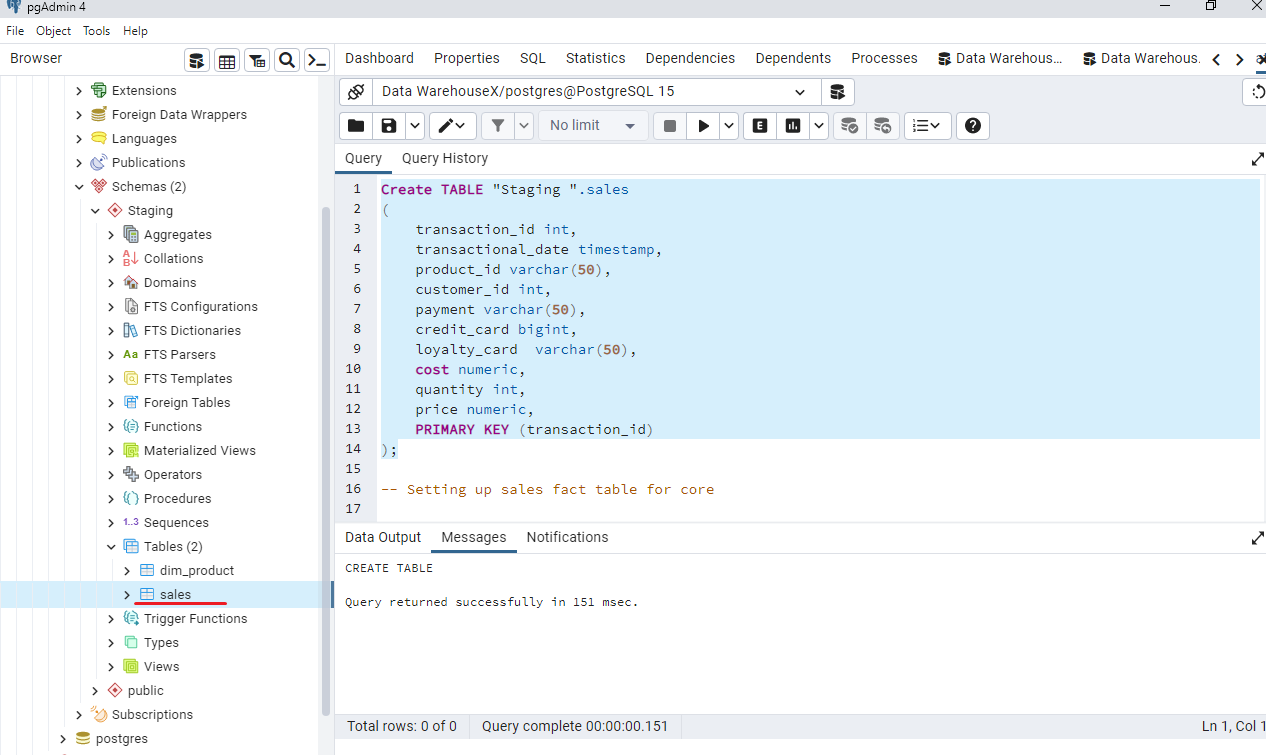 pgAdmin 4
File Object Tools Help
Browser
Dashboard Properties SQL Statistics Dependencies Dependents Processes Data Warehous... Data Warehous.
Extensions
Foreign Data Wrappers
Languages
Publications
Schemas (2)
Staging
Aggregates
Collations
Domains
FTS Configurations
FTS Dictionaries
Aa FTS Parsers
FTS Templates
Foreign Tables
Functions
Materialized Views
Operators
Procedures
1..3 Sequences
Tables (2)
dim_product
sales
Trigger Functions
Types
Views
public
Subscriptions
postgres
Data WarehouseX/postgres@PostgreSQL 15
No limit
E
Query Query History
1 Create TABLE "Staging ".sales
2 (
3 transaction_id int,
4 transactional_date timestamp,
5 product_id varchar(50),
6 customer_id int,
7 payment varchar(50),
8 credit_card bigint,
9 loyalty_card  varchar(50),
10 cost numeric,
11 quantity int,
12 price numeric,
13 PRIMARY KEY (transaction_id)
14 );
15
16 -- Setting up sales fact table for core
17
Data Output Messages Notifications
CREATE TABLE
Query returned successfully in 151 msec.
Total rows: 0 of 0 Query complete 00:00:00.151 Ln 1, Col 1